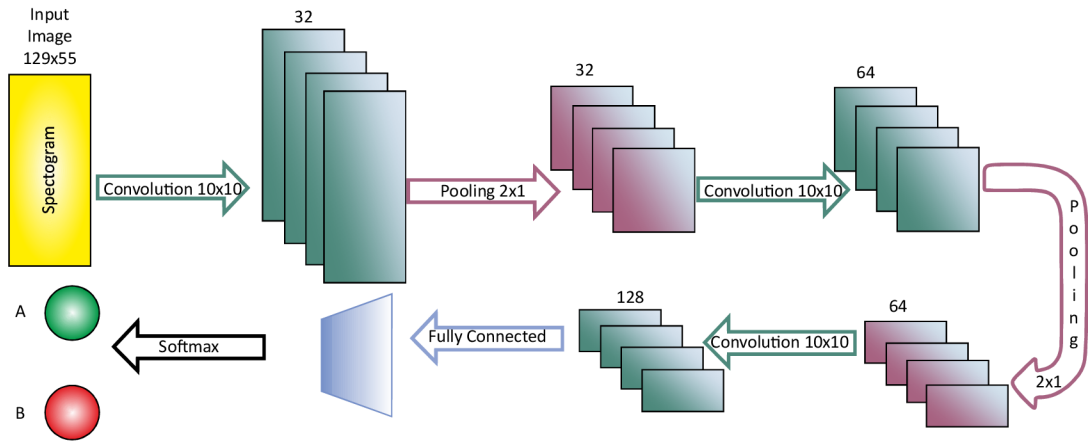 Input
Image
129x55
Spectogram
Convolution 10x10
32
Pooling 2x1
32
Convolution 10x10
64
Pooling
2x1
64
Convolution 10x10
128
Fully Connected
Softmax
A
B